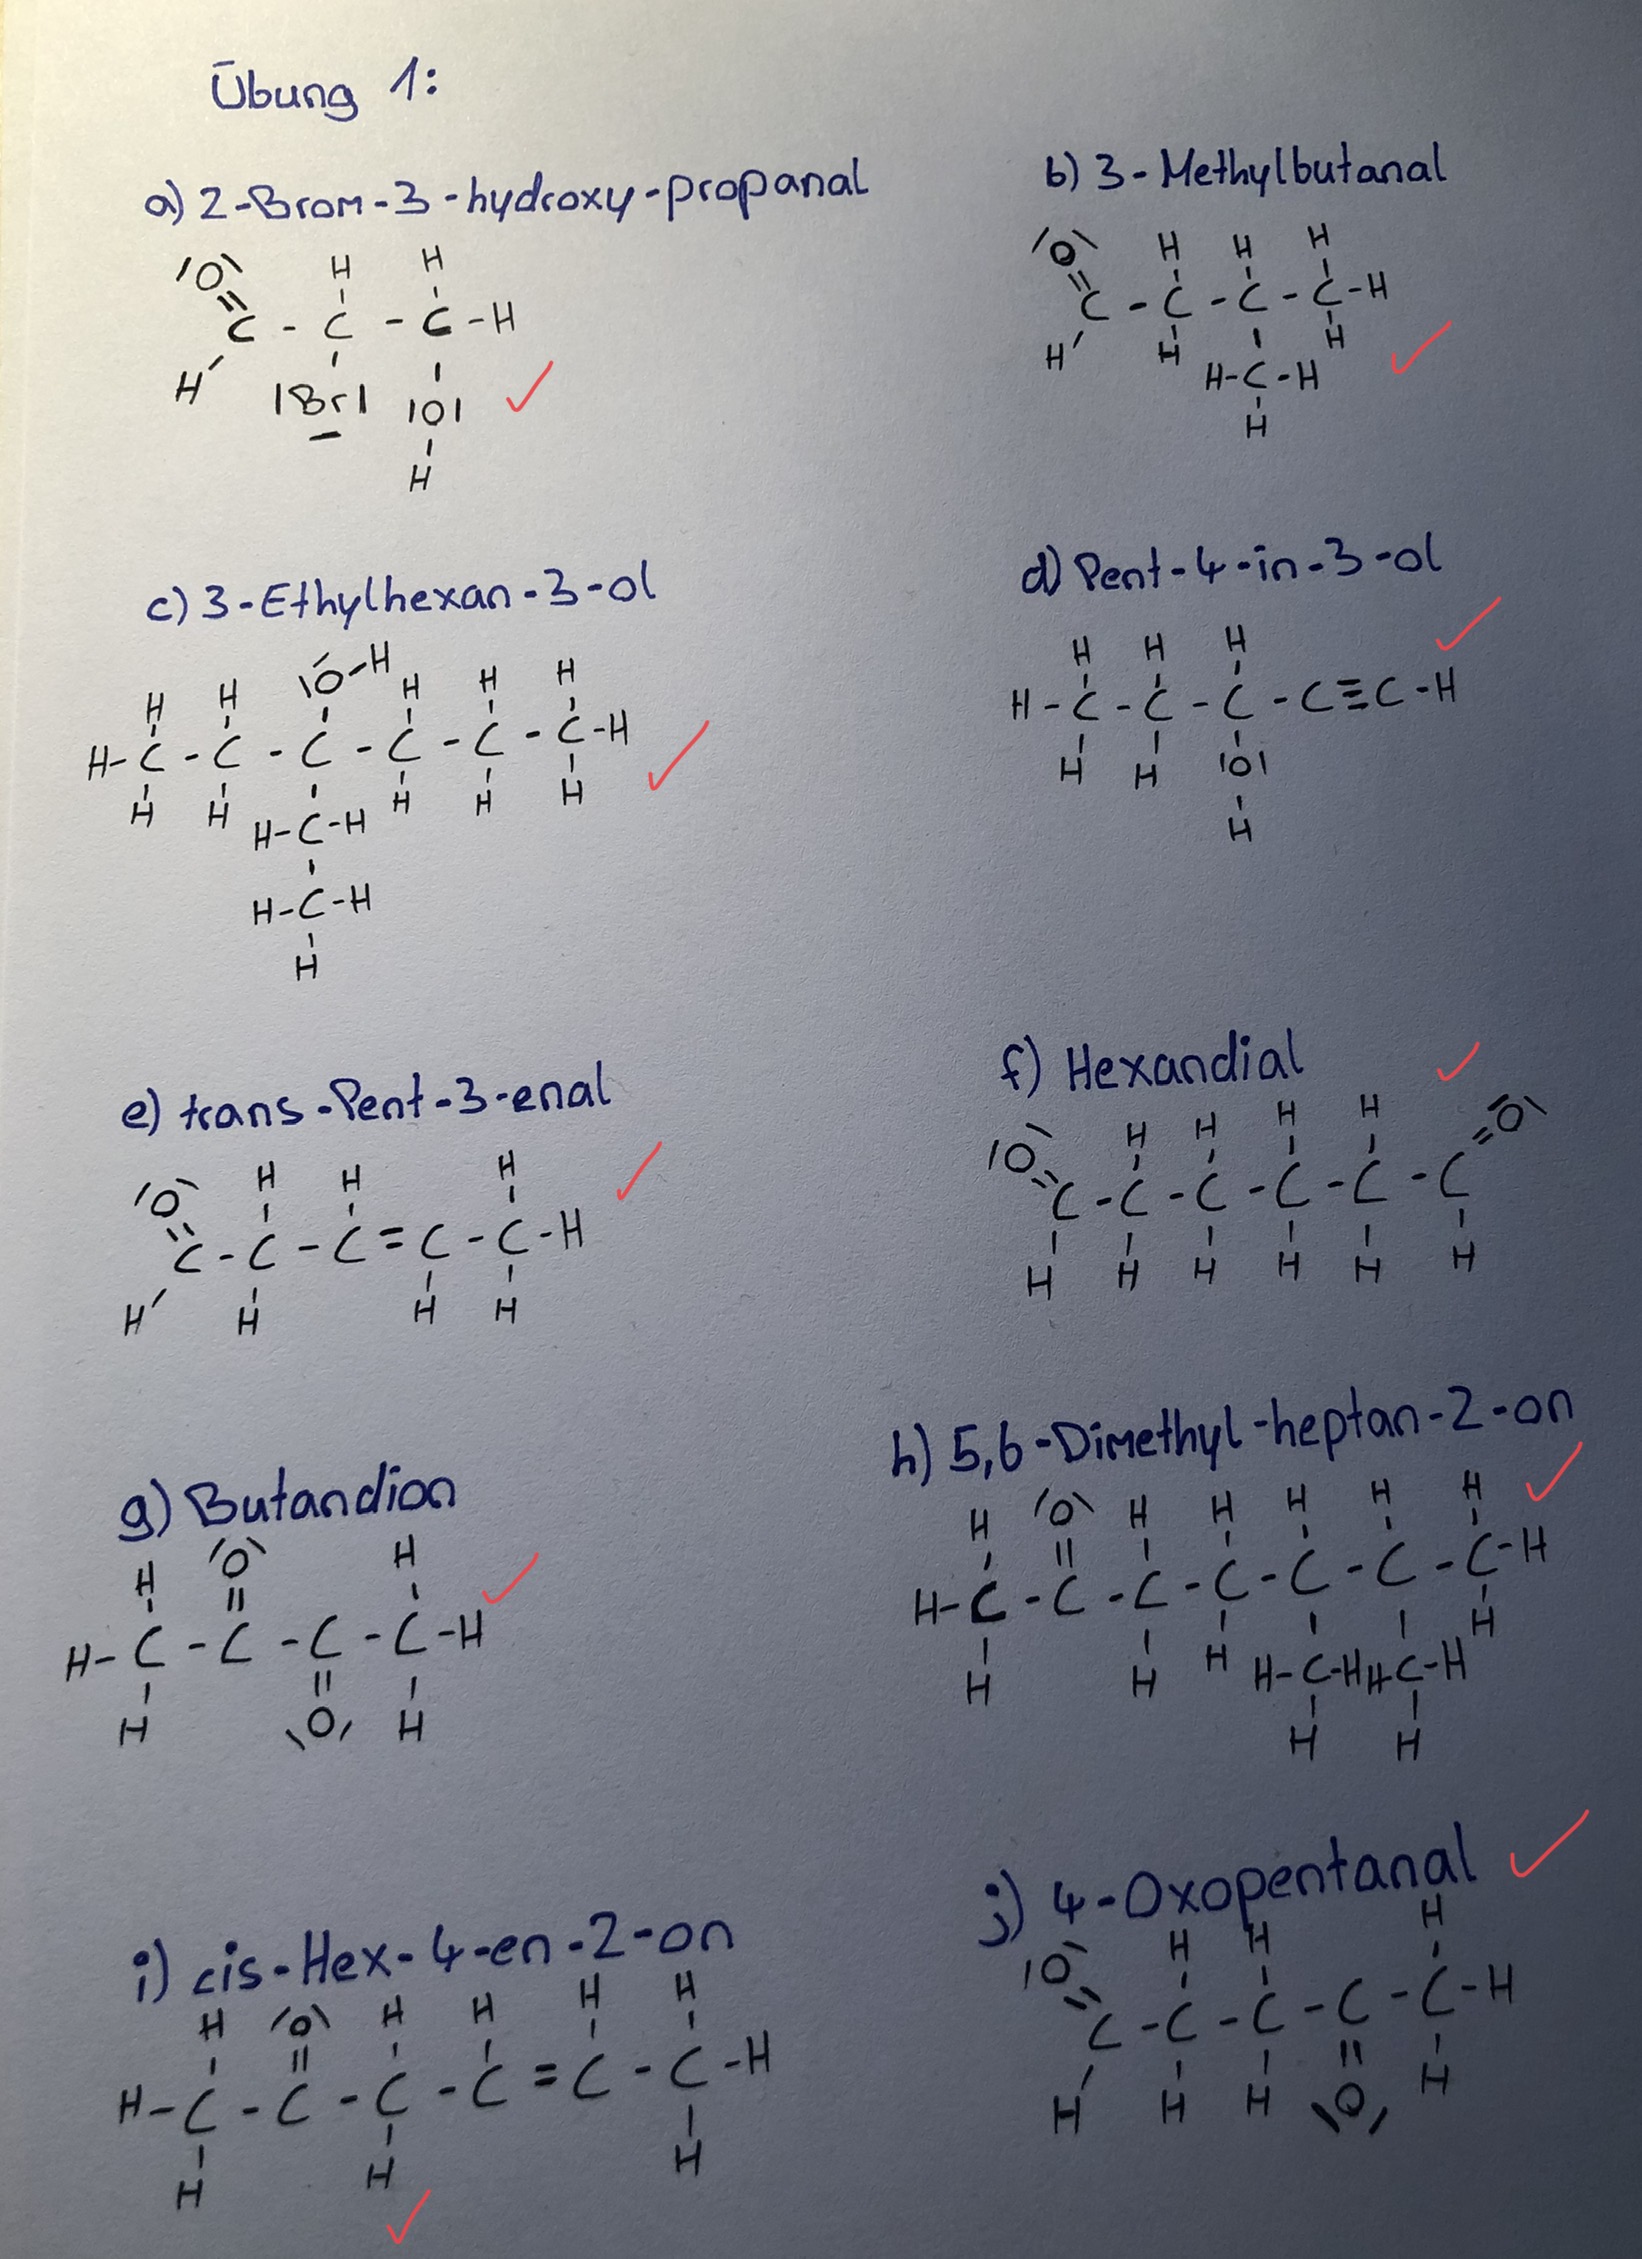 Übung 1:
a) 2-Brom-3-hydroxy-propanal
b) 3-Methylbutanal
⟨O⟩ H H
C - C - C - H
H |Br| |O|
H
⟨O⟩ H H H
C - C - C - C - H
H H H
H - C - H
H
c) 3-Ethylhexan-3-ol
d) Pent-4-in-3-ol
H H O - H H H H
H - C - C - C - C - C - C - H
H H H - C - H H H H
H - C - H
H
H H H
H - C - C - C - C ≡ C - H
H H |O|
H
e) trans-Pent-3-enal
f) Hexandial
⟨O⟩ H H H
C - C - C = C - C - H
H H H H
⟨O⟩ H H H H ⟨O⟩
C - C - C - C - C - C
H H H H H H
g) Butandion
h) 5,6-Dimethyl-heptan-2-on
H ⟨O⟩ H
H - C - C - C - C - H
H ⟨O⟩ H
H ⟨O⟩ H H H H H
H - C - C - C - C - C - C - C - H
H H H H - C - H H - C - H H
H H
i) cis-Hex-4-en-2-on
j) 4-Oxopentanal
H ⟨O⟩ H H H H
H - C - C - C - C = C - C - H
H H H
⟨O⟩ H H H
C - C - C - C - C - H
H H H ⟨O⟩ H